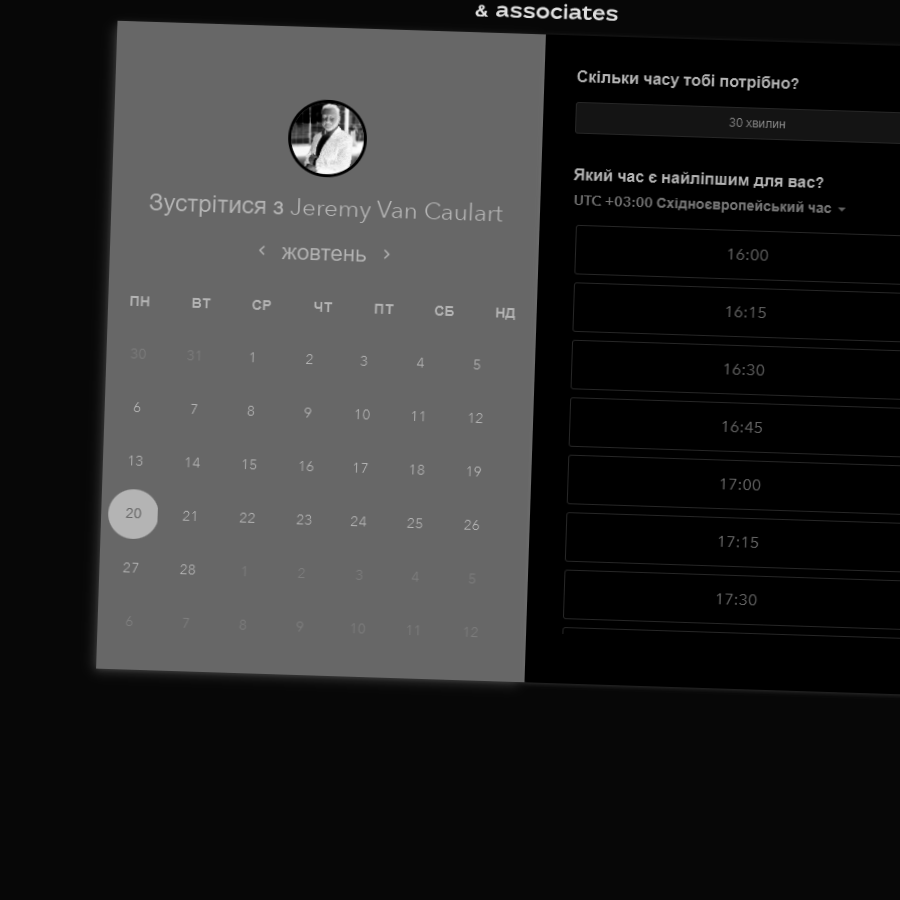 & associates
Зустрітися з Jeremy Van Caulart
жовтень
ПН ВТ СР ЧТ ПТ СБ НД
30 31 1 2 3 4 5
6 7 8 9 10 11 12
13 14 15 16 17 18 19
20 21 22 23 24 25 26
27 28 1 2 3 4 5
6 7 8 9 10 11 12
Скільки часу тобі потрібно?
30 хвилин
Який час є найліпшим для вас?
UTC +03:00 Східноєвропейський час
16:00
16:15
16:30
16:45
17:00
17:15
17:30